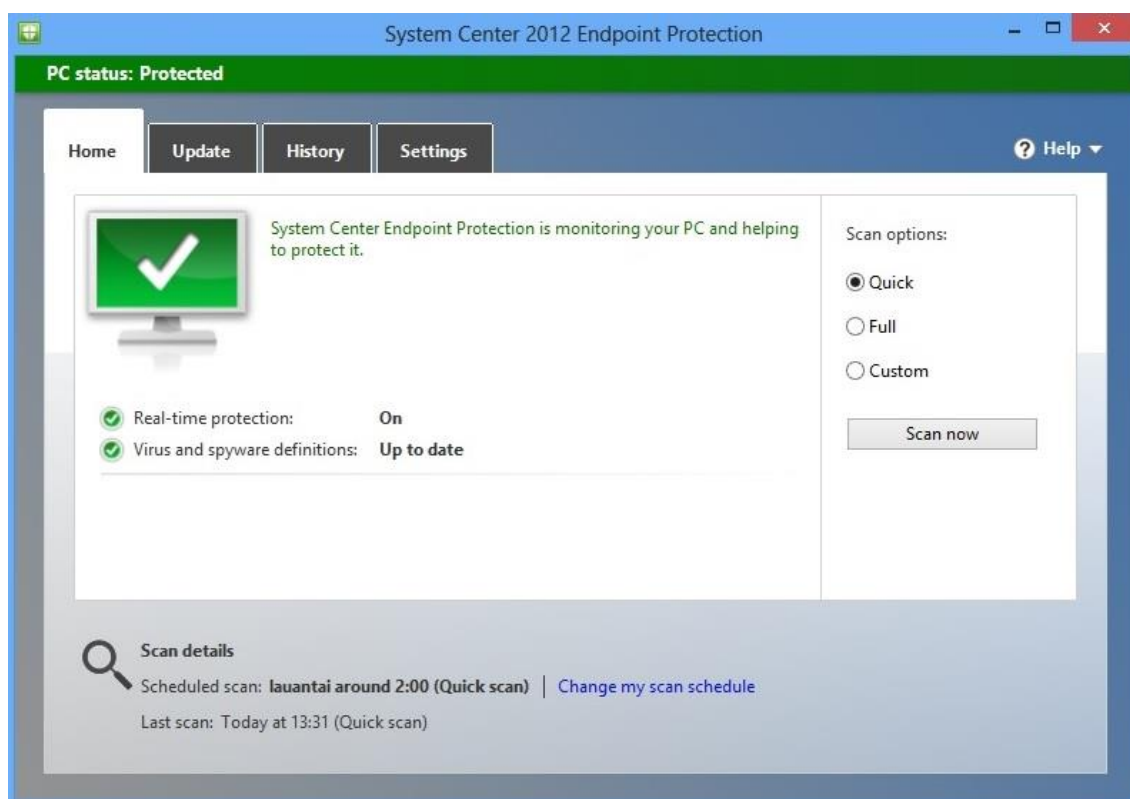 System Center 2012 Endpoint Protection
PC status: Protected
Home
Update
History
Settings
Help
System Center Endpoint Protection is monitoring your PC and helping
to protect it.
Scan options:
Quick
Full
Custom
Scan now
Real-time protection: On
Virus and spyware definitions: Up to date
Scan details
Scheduled scan: lauantai around 2:00 (Quick scan) | Change my scan schedule
Last scan: Today at 13:31 (Quick scan)